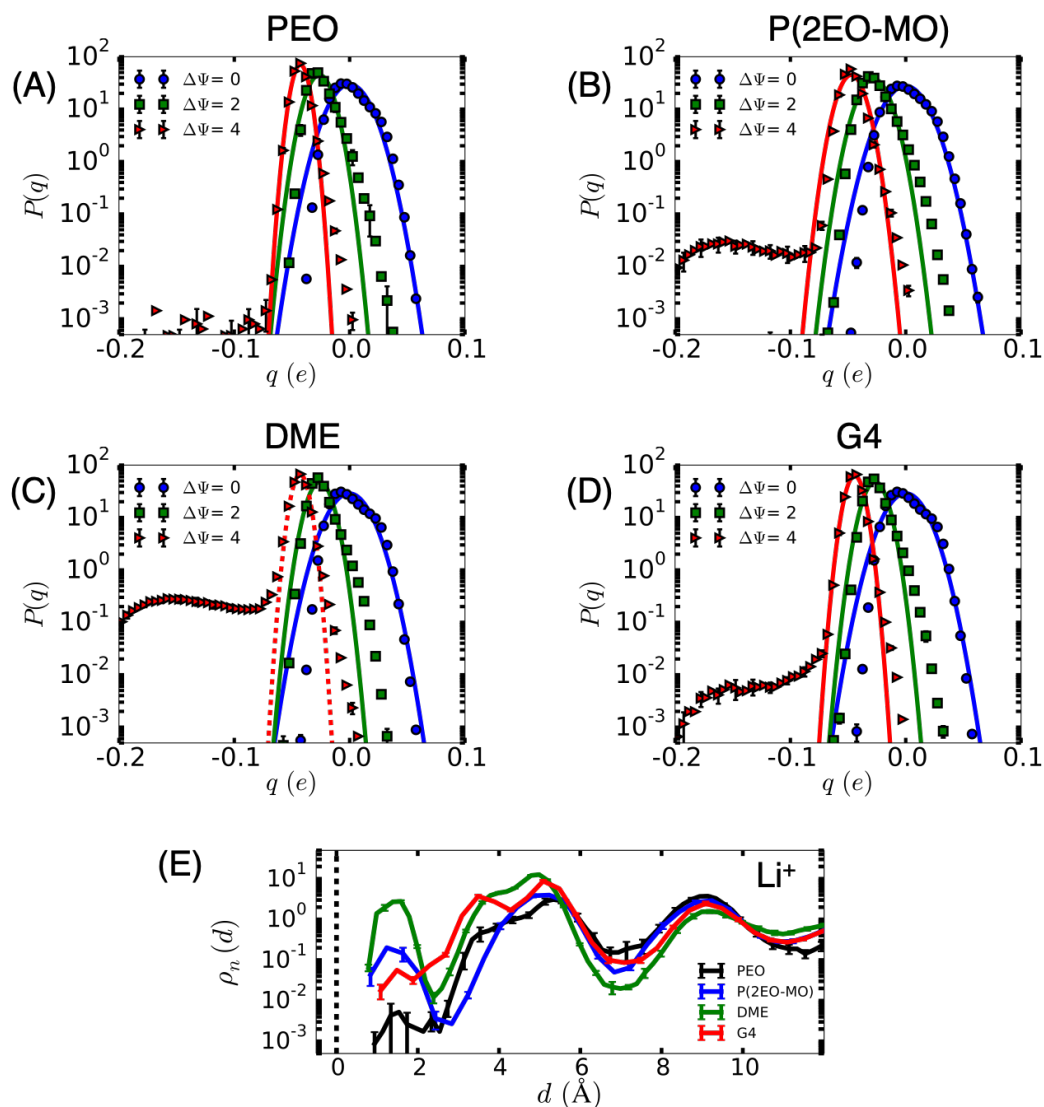 PEO
(A)
10^2
10^1
10^0
10^-1
10^-2
10^-3
P(q)
ΔΨ = 0
ΔΨ = 2
ΔΨ = 4
-0.2 -0.1 0.0 0.1
q (e)
P(2EO-MO)
(B)
10^2
10^1
10^0
10^-1
10^-2
10^-3
P(q)
ΔΨ = 0
ΔΨ = 2
ΔΨ = 4
-0.2 -0.1 0.0 0.1
q (e)
DME
(C)
10^2
10^1
10^0
10^-1
10^-2
10^-3
P(q)
ΔΨ = 0
ΔΨ = 2
ΔΨ = 4
-0.2 -0.1 0.0 0.1
q (e)
G4
(D)
10^2
10^1
10^0
10^-1
10^-2
10^-3
P(q)
ΔΨ = 0
ΔΨ = 2
ΔΨ = 4
-0.2 -0.1 0.0 0.1
q (e)
(E)
10^1
10^0
10^-1
10^-2
10^-3
ρ_n (d)
Li^+
PEO
P(2EO-MO)
DME
G4
0 2 4 6 8 10
d (Å)